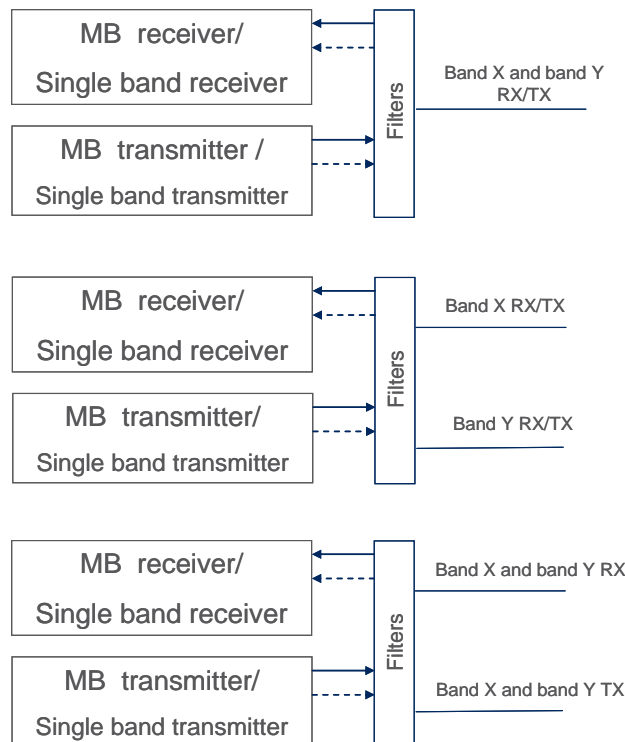 MB receiver/
Single band receiver
MB transmitter /
Single band transmitter
Filters
Band X and band Y
RX/TX
MB receiver/
Single band receiver
MB transmitter/
Single band transmitter
Filters
Band X RX/TX
Band Y RX/TX
MB receiver/
Single band receiver
MB transmitter/
Single band transmitter
Filters
Band X and band Y RX
Band X and band Y TX